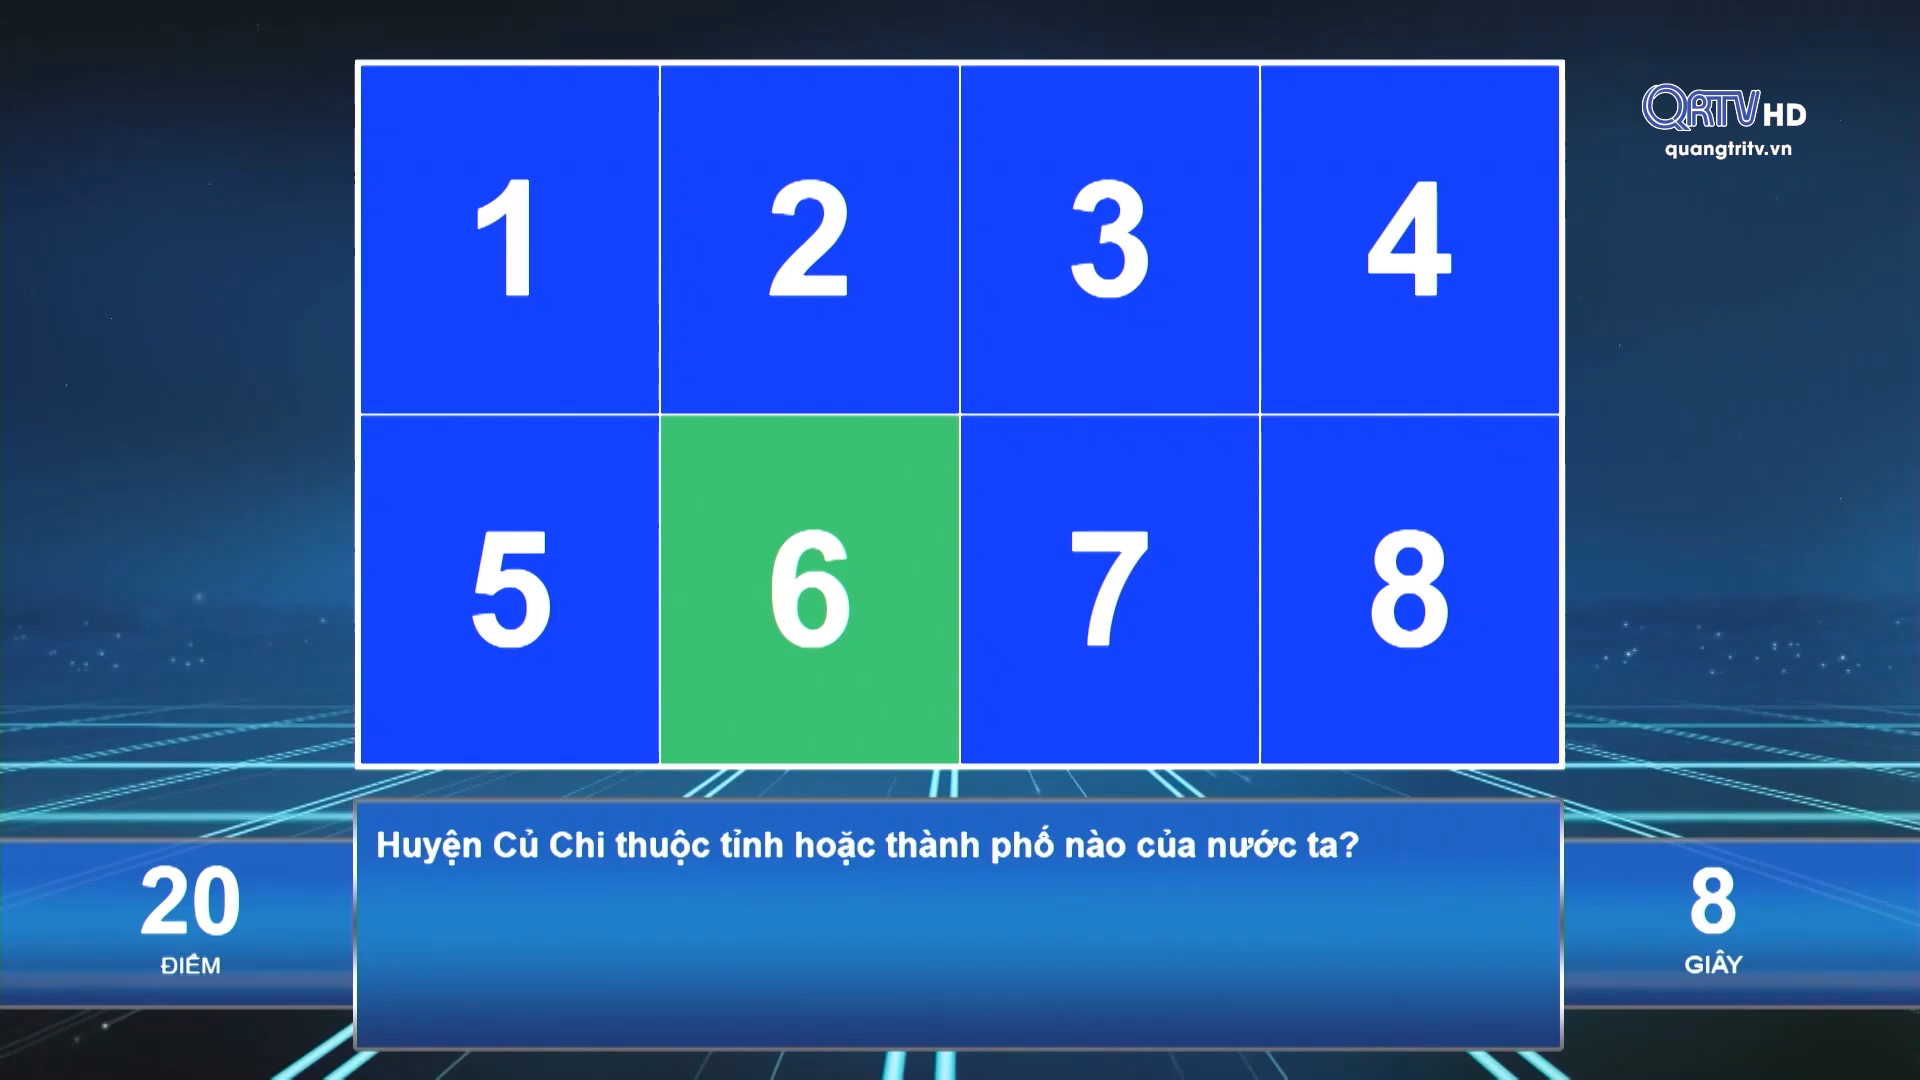 1 2 3 4
QRTV HD
quangtritv.vn
5 6 7 8
Huyện Củ Chi thuộc tỉnh hoặc thành phố nào của nước ta?
20
ĐIỂM
8
GIÂY